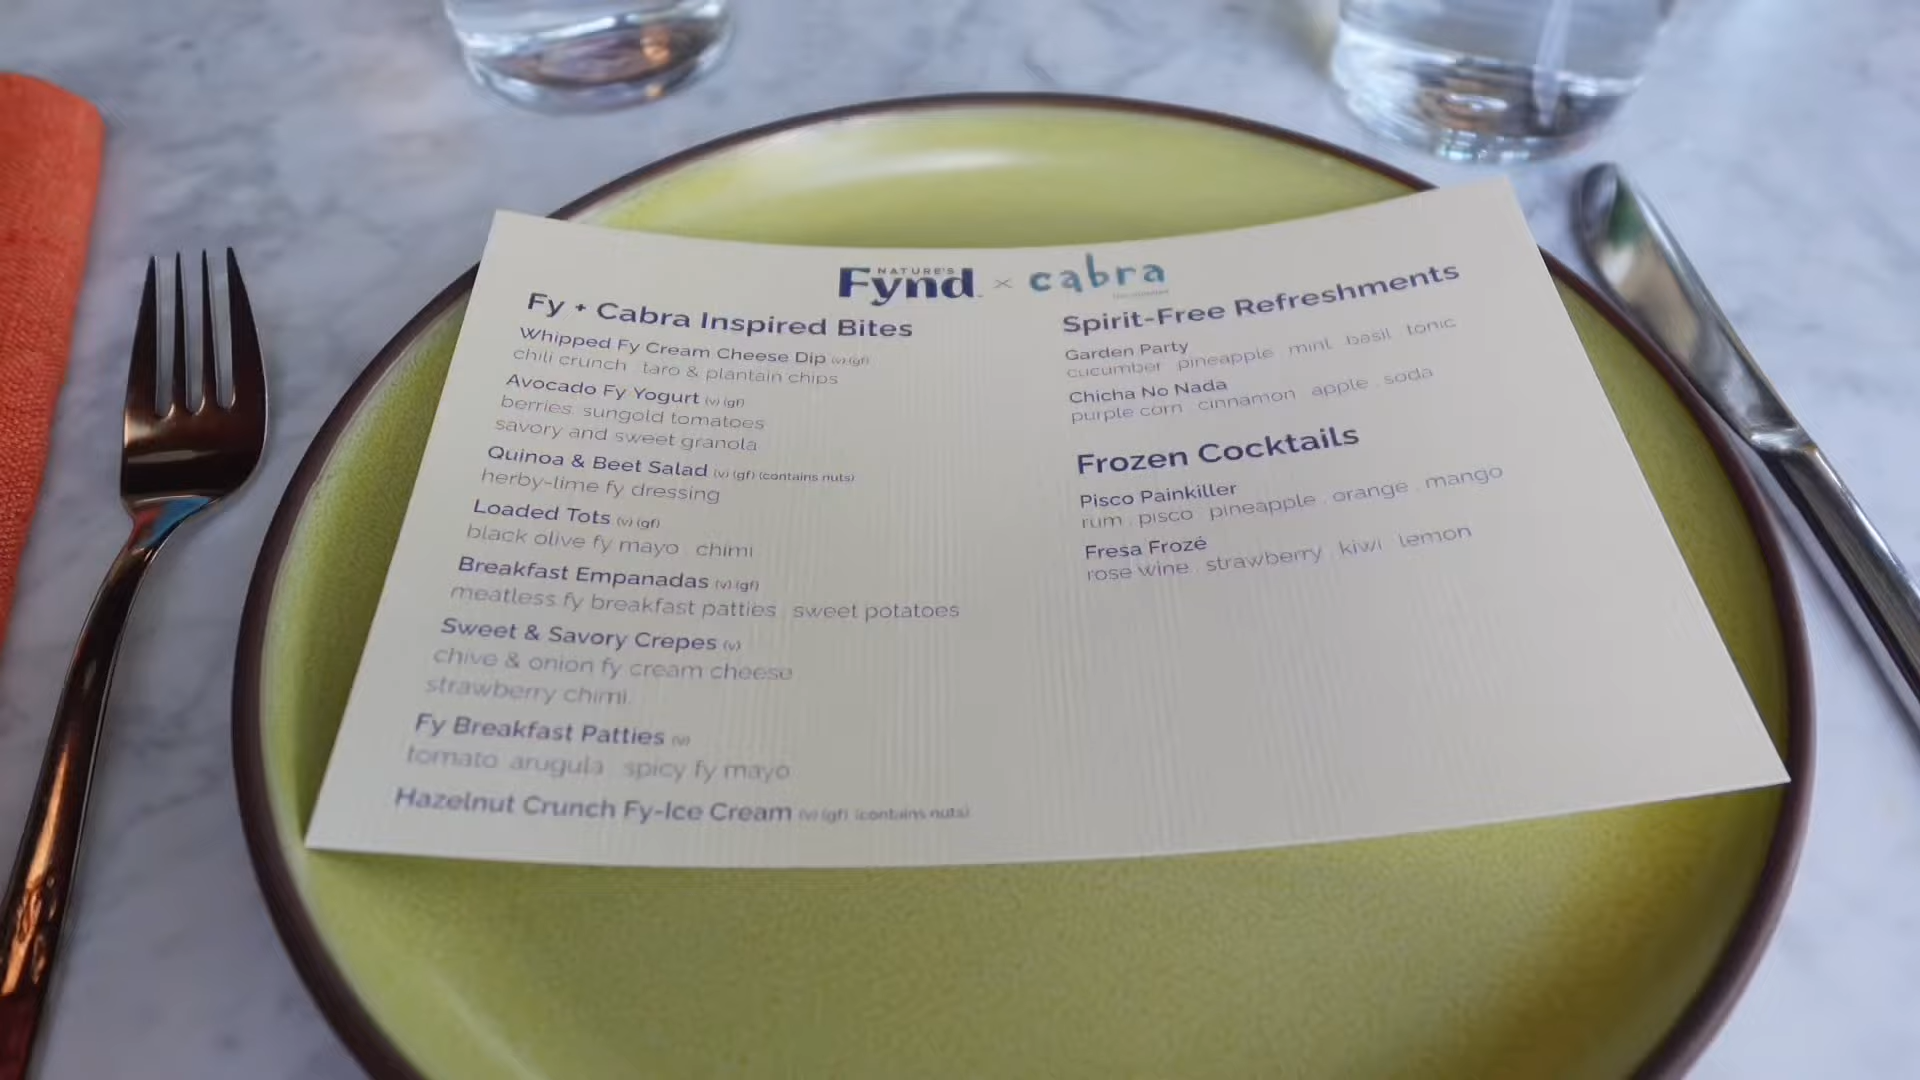 NATURE'S
Fynd × cabra
Fy + Cabra Inspired Bites
Whipped Fy Cream Cheese Dip (v) (gf)
chili crunch . taro & plantain chips
Avocado Fy Yogurt (v) (gf)
berries. sungold tomatoes
savory and sweet granola
Quinoa & Beet Salad (v) (gf) (contains nuts)
herby-lime fy dressing
Loaded Tots (v) (gf)
black olive fy mayo . chimi
Breakfast Empanadas (v) (gf)
meatless fy breakfast patties . sweet potatoes
Sweet & Savory Crepes (v)
chive & onion fy cream cheese
strawberry chimi.
Fy Breakfast Patties (v)
tomato arugula . spicy fy mayo
Hazelnut Crunch Fy-Ice Cream (v) (gf) (contains nuts)
Spirit-Free Refreshments
Garden Party
cucumber . pineapple . mint . basil . tonic
Chicha No Nada
purple corn . cinnamon . apple . soda
Frozen Cocktails
Pisco Painkiller
rum . pisco . pineapple . orange . mango
Fresa Frozé
rose wine . strawberry . kiwi . lemon